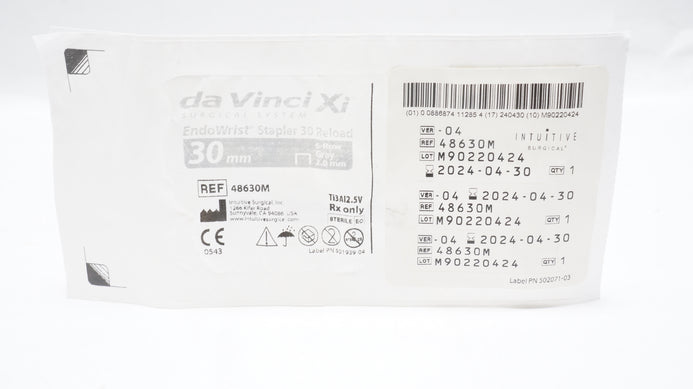 da Vinci Xi
SURGICAL SYSTEM
EndoWrist® Stapler 30 Reload
30 mm
6-Row
Gray
2.0 mm
REF 48630M
Intuitive Surgical, Inc
1266 Kifer Road
Sunnyvale, CA 94086, USA
www.intuitivesurgical.com
Ti3Al2.5V
Rx only
STERILE EO
CE
0543
2
Label PN 501939-04
(01) 0 0886874 11285 4 (17) 240430 (10) M90220424
VER -04
REF 48630M
LOT M90220424
2024-04-30 QTY 1
INTUITIVE
SURGICAL®
VER -04 2024-04-30
REF 48630M
LOT M90220424 QTY 1
VER -04 2024-04-30
REF 48630M
LOT M90220424 QTY 1
Label PN 502071-03